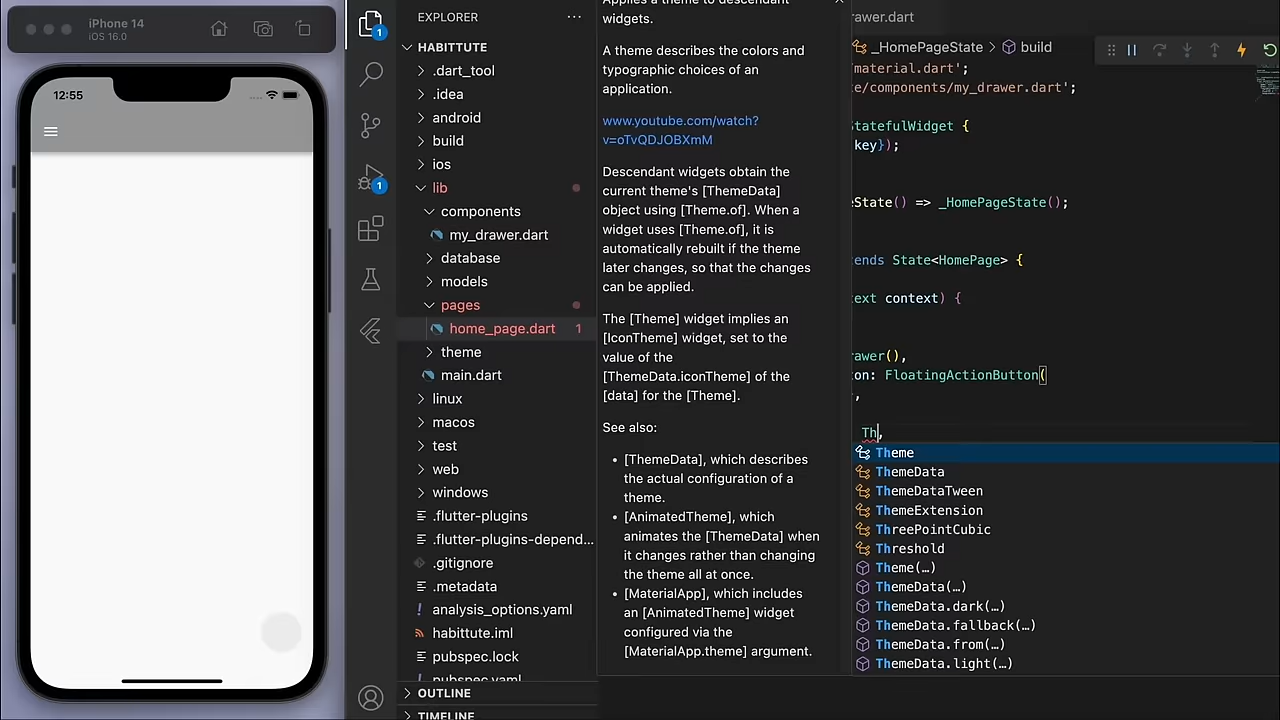 iPhone 14
iOS 16.0
12:55
EXPLORER
HABITTUTE
.dart_tool
.idea
android
build
ios
lib
components
my_drawer.dart
database
models
pages
home_page.dart 1
theme
main.dart
linux
macos
test
web
windows
.flutter-plugins
.flutter-plugins-depend...
.gitignore
.metadata
analysis_options.yaml
habittute.iml
pubspec.lock
pubspec.yaml
OUTLINE
TIMELINE
1
1
Applies a theme to descendant
widgets.
A theme describes the colors and
typographic choices of an
application.
www.youtube.com/watch?
v=oTvQDJOBXmM
Descendant widgets obtain the
current theme's [ThemeData]
object using [Theme.of]. When a
widget uses [Theme.of], it is
automatically rebuilt if the theme
later changes, so that the changes
can be applied.
The [Theme] widget implies an
[IconTheme] widget, set to the
value of the
[ThemeData.iconTheme] of the
[data] for the [Theme].
See also:
• [ThemeData], which describes
the actual configuration of a
theme.
• [AnimatedTheme], which
animates the [ThemeData] when
it changes rather than changing
the theme all at once.
• [MaterialApp], which includes
an [AnimatedTheme] widget
configured via the
[MaterialApp.theme] argument.
rawer.dart
_HomePageState > build
/material.dart';
te/components/my_drawer.dart';
StatefulWidget {
key});
eState() => _HomePageState();
ends State<HomePage> {
ext context) {
rawer(),
on: FloatingActionButton(
,
Th,
Theme
ThemeData
ThemeDataTween
ThemeExtension
ThreePointCubic
Threshold
Theme(…)
ThemeData(…)
ThemeData.dark(…)
ThemeData.fallback(…)
ThemeData.from(…)
ThemeData.light(…)